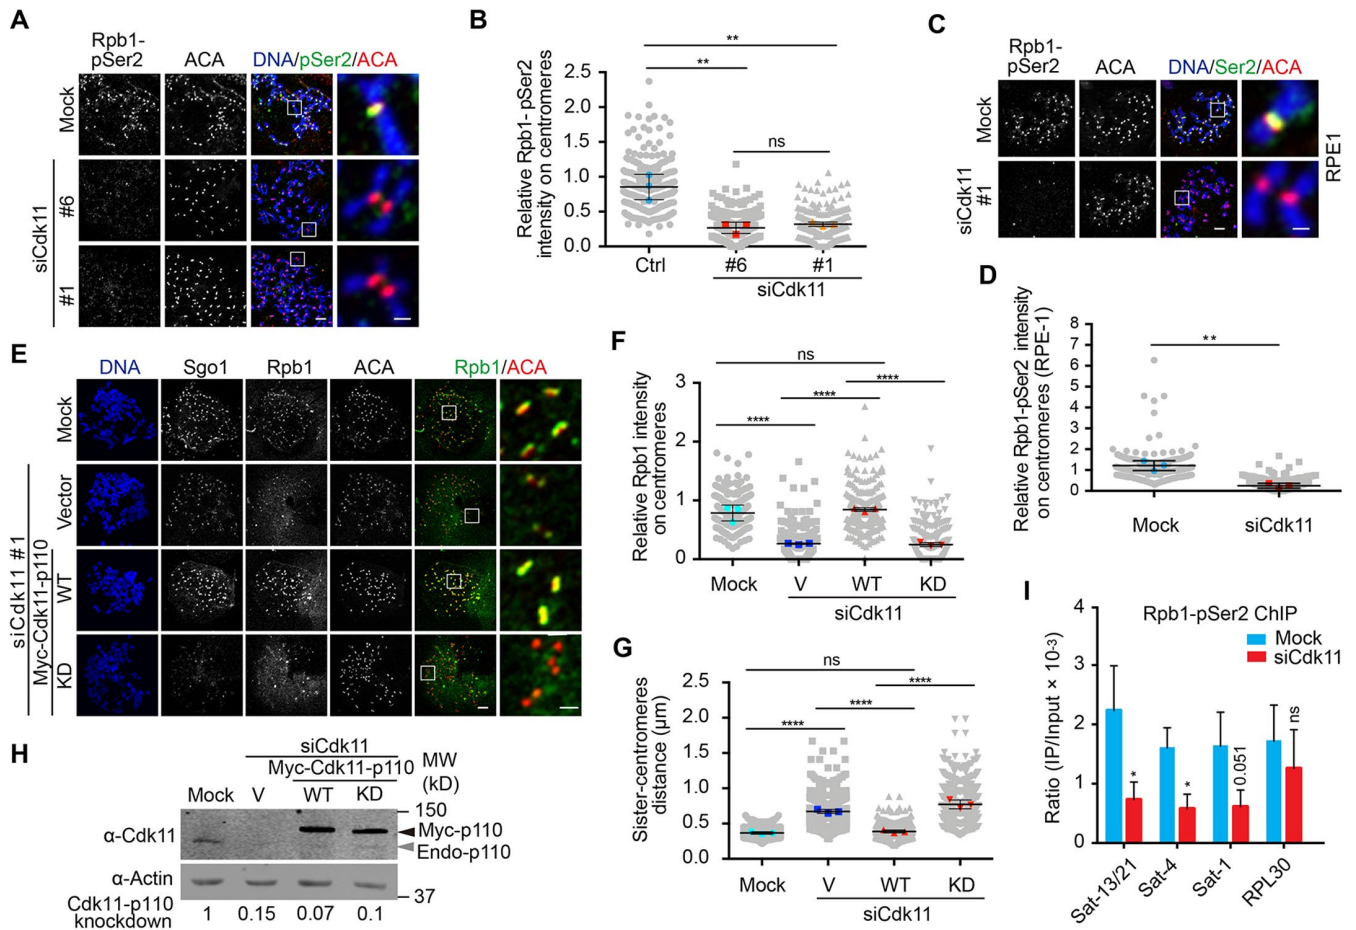 A
Rpb1-
pSer2
ACA
DNA/pSer2/ACA
Mock
siCdk11
#6
#1
B
Relative Rpb1- pSer2
intensity on centromeres
2.5
2.0
1.5
1.0
0.5
0.0
**
**
ns
Ctrl
#6
#1
siCdk11
C
Rpb1-
pSer2
ACA
DNA/Ser2/ACA
Mock
siCdk11
#1
RPE1
D
Relative Rpb1-pSer2 intensity
on centromeres (RPE-1)
8
7
6
5
4
3
2
1
0
**
Mock
siCdk11
E
DNA
Sgo1
Rpb1
ACA
Rpb1/ACA
Mock
siCdk11 #1
Vector
Myc-Cdk11-p110
WT
KD
F
Relative Rpb1 intensity
on centromeres
3
2
1
0
ns
****
****
****
Mock
V
WT
KD
siCdk11
G
Sister-centromeres
distance (µm)
2.5
2.0
1.5
1.0
0.5
0.0
ns
****
****
****
Mock
V
WT
KD
siCdk11
H
siCdk11
Myc-Cdk11-p110
MW
(kD)
Mock
V
WT
KD
150
α-Cdk11
Myc-p110
Endo-p110
α-Actin
37
Cdk11-p110
knockdown
1
0.15
0.07
0.1
I
Rpb1-pSer2 ChIP
Mock
siCdk11
Ratio (IP/Input × 10-3)
4
3
2
1
0
*
*
0.051
ns
Sat-13/21
Sat-4
Sat-1
RPL30